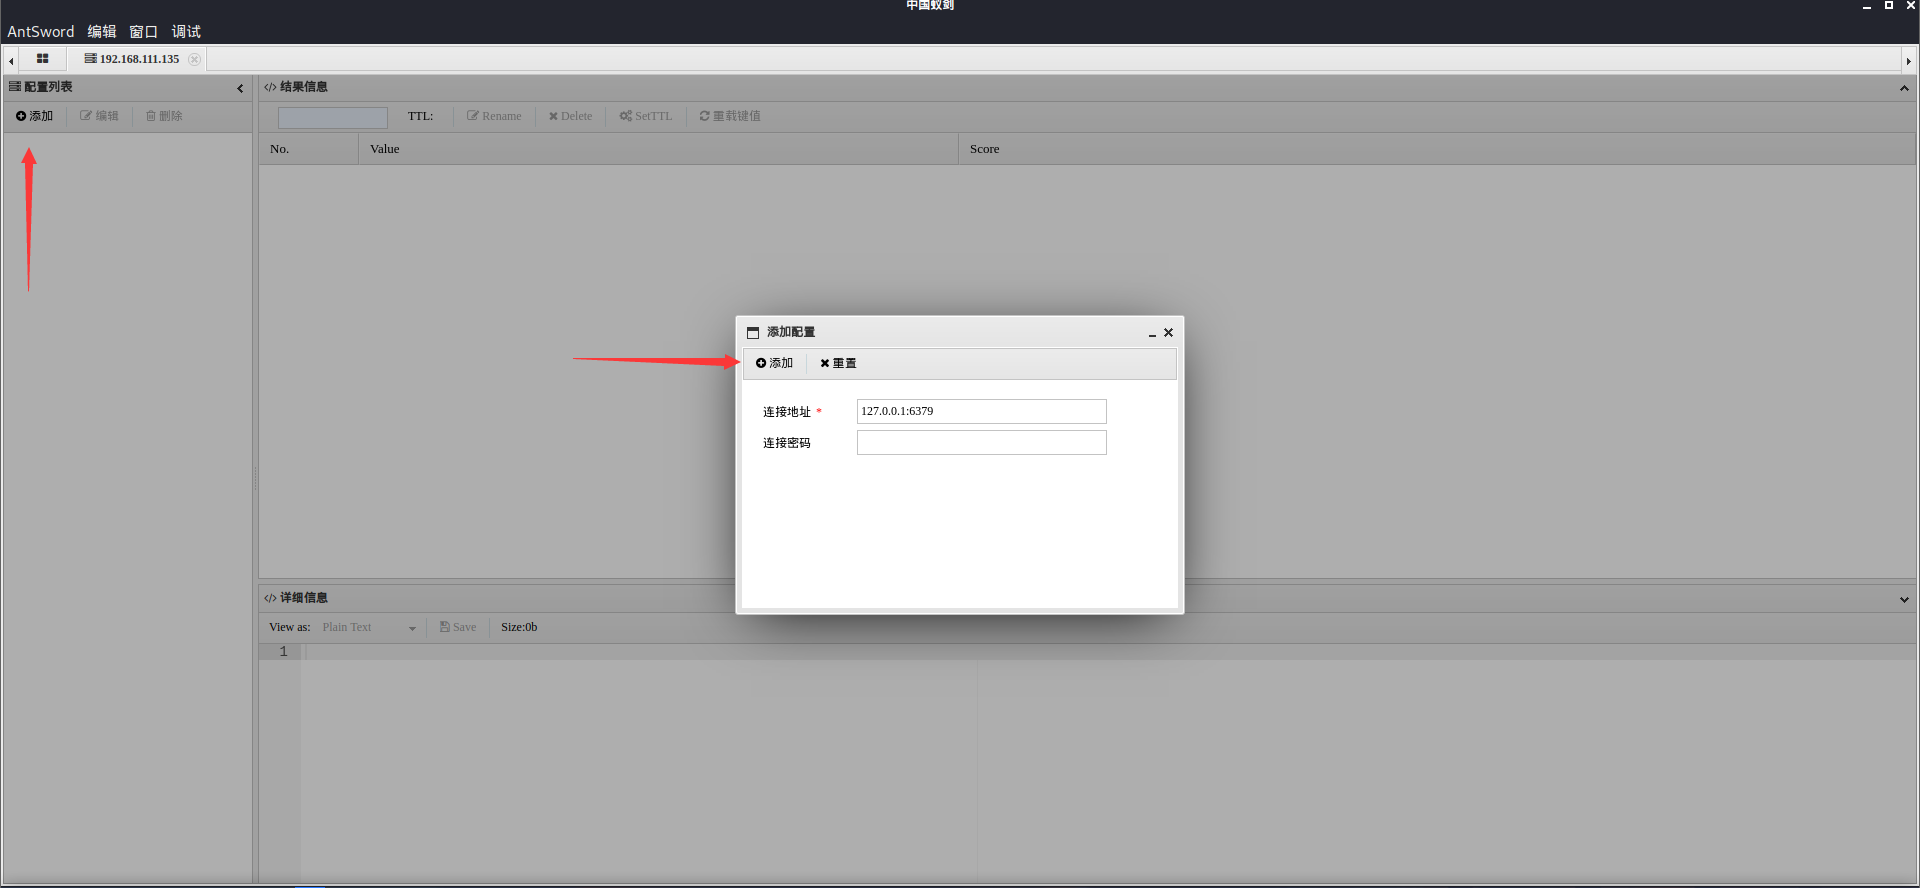 中国蚁剑
AntSword 编辑 窗口 调试
192.168.111.135
配置列表
添加 编辑 删除
结果信息
TTL: Rename Delete SetTTL 重载键值
No. Value Score
添加配置
添加 重置
连接地址 * 127.0.0.1:6379
连接密码
详细信息
View as: Plain Text Save Size:0b
1